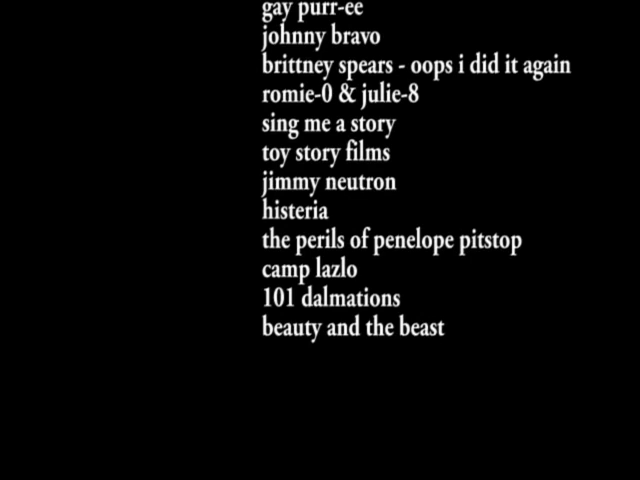 gay purr-ee
johnny bravo
brittney spears - oops i did it again
romie-0 & julie-8
sing me a story
toy story films
jimmy neutron
histeria
the perils of penelope pitstop
camp lazlo
101 dalmations
beauty and the beast